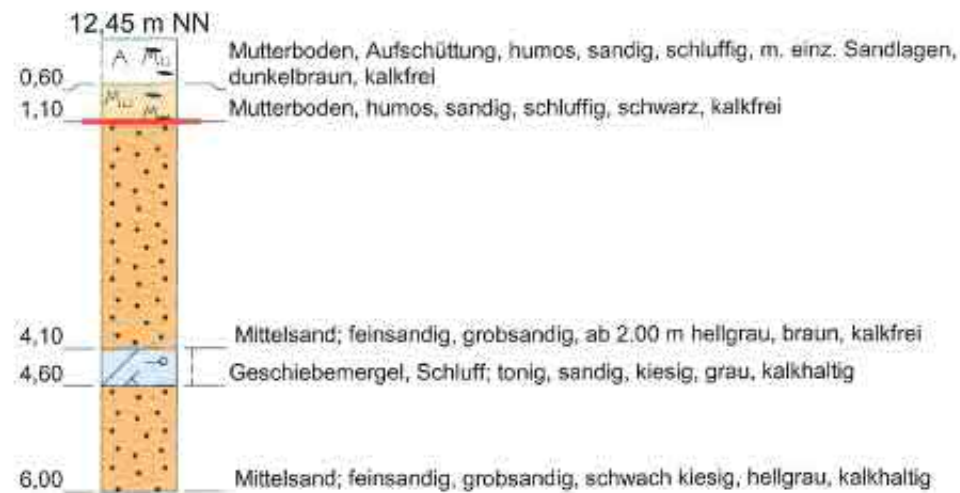 12,45 m NN
A Mu
Mutterboden, Aufschüttung, humos, sandig, schluffig, m. einz. Sandlagen,
0,60 dunkelbraun, kalkfrei
Mu
1,10 Mutterboden, humos, sandig, schluffig, schwarz, kalkfrei
4,10 Mittelsand; feinsandig, grobsandig, ab 2.00 m hellgrau, braun, kalkfrei
4,60 Geschiebemergel, Schluff; tonig, sandig, kiesig, grau, kalkhaltig
6,00 Mittelsand; feinsandig, grobsandig, schwach kiesig, hellgrau, kalkhaltig